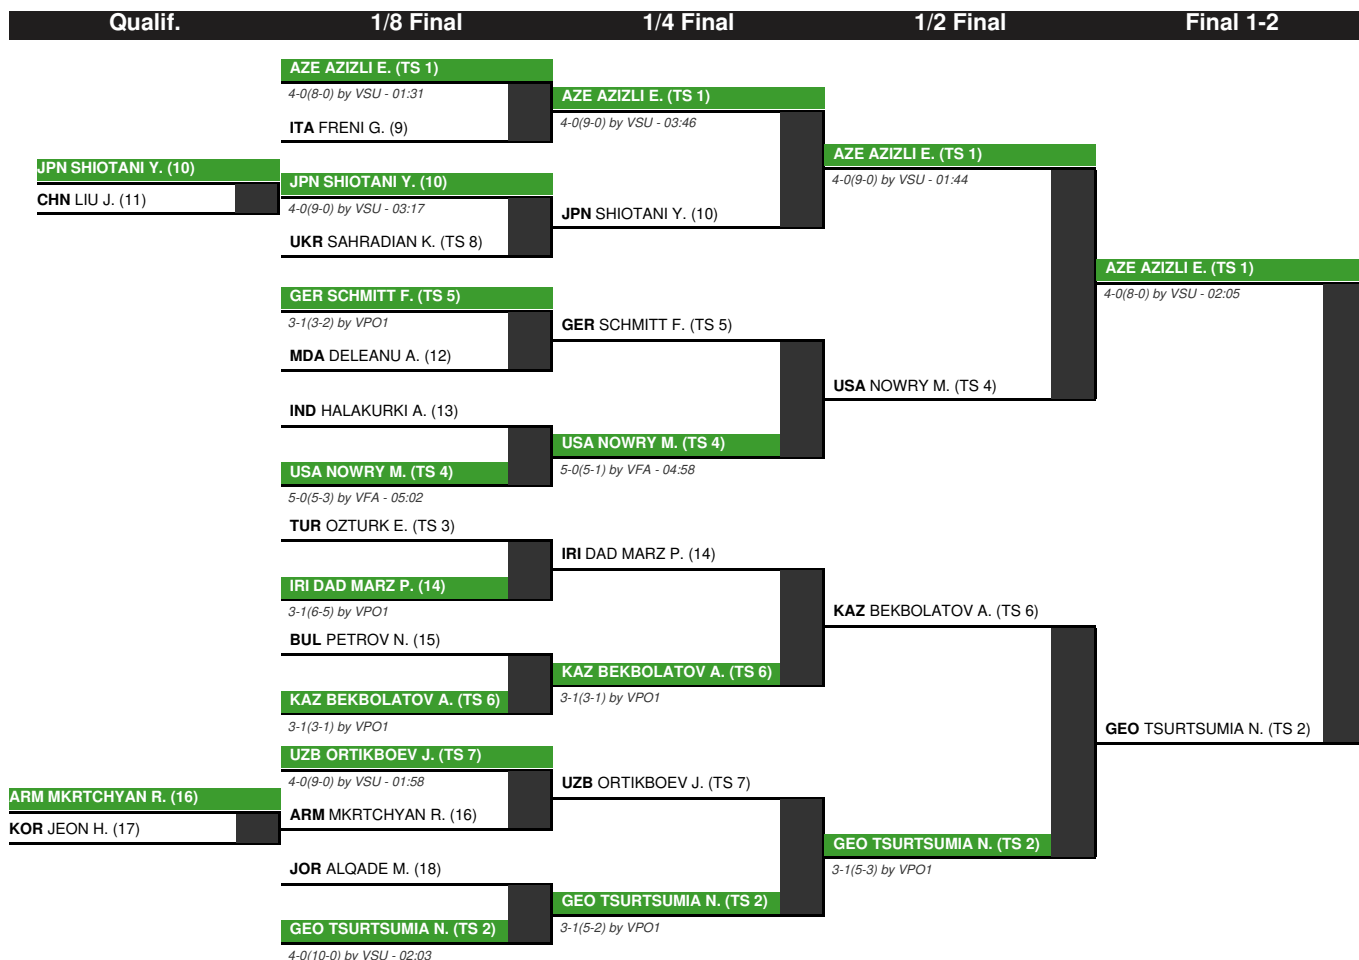 Qualif. 1/8 Final 1/4 Final 1/2 Final Final 1-2
AZE AZIZLI E. (TS 1)
4-0(8-0) by VSU - 01:31
ITA FRENI G. (9)
JPN SHIOTANI Y. (10)
CHN LIU J. (11)
JPN SHIOTANI Y. (10)
4-0(9-0) by VSU - 03:17
UKR SAHRADIAN K. (TS 8)
GER SCHMITT F. (TS 5)
3-1(3-2) by VPO1
MDA DELEANU A. (12)
IND HALAKURKI A. (13)
USA NOWRY M. (TS 4)
5-0(5-3) by VFA - 05:02
TUR OZTURK E. (TS 3)
IRI DAD MARZ P. (14)
3-1(6-5) by VPO1
BUL PETROV N. (15)
KAZ BEKBOLATOV A. (TS 6)
3-1(3-1) by VPO1
UZB ORTIKBOEV J. (TS 7)
4-0(9-0) by VSU - 01:58
ARM MKRTCHYAN R. (16)
ARM MKRTCHYAN R. (16)
KOR JEON H. (17)
JOR ALQADE M. (18)
GEO TSURTSUMIA N. (TS 2)
4-0(10-0) by VSU - 02:03
AZE AZIZLI E. (TS 1)
4-0(9-0) by VSU - 03:46
JPN SHIOTANI Y. (10)
GER SCHMITT F. (TS 5)
USA NOWRY M. (TS 4)
5-0(5-1) by VFA - 04:58
IRI DAD MARZ P. (14)
KAZ BEKBOLATOV A. (TS 6)
3-1(3-1) by VPO1
UZB ORTIKBOEV J. (TS 7)
GEO TSURTSUMIA N. (TS 2)
3-1(5-2) by VPO1
AZE AZIZLI E. (TS 1)
4-0(9-0) by VSU - 01:44
USA NOWRY M. (TS 4)
KAZ BEKBOLATOV A. (TS 6)
GEO TSURTSUMIA N. (TS 2)
3-1(5-3) by VPO1
AZE AZIZLI E. (TS 1)
4-0(8-0) by VSU - 02:05
GEO TSURTSUMIA N. (TS 2)